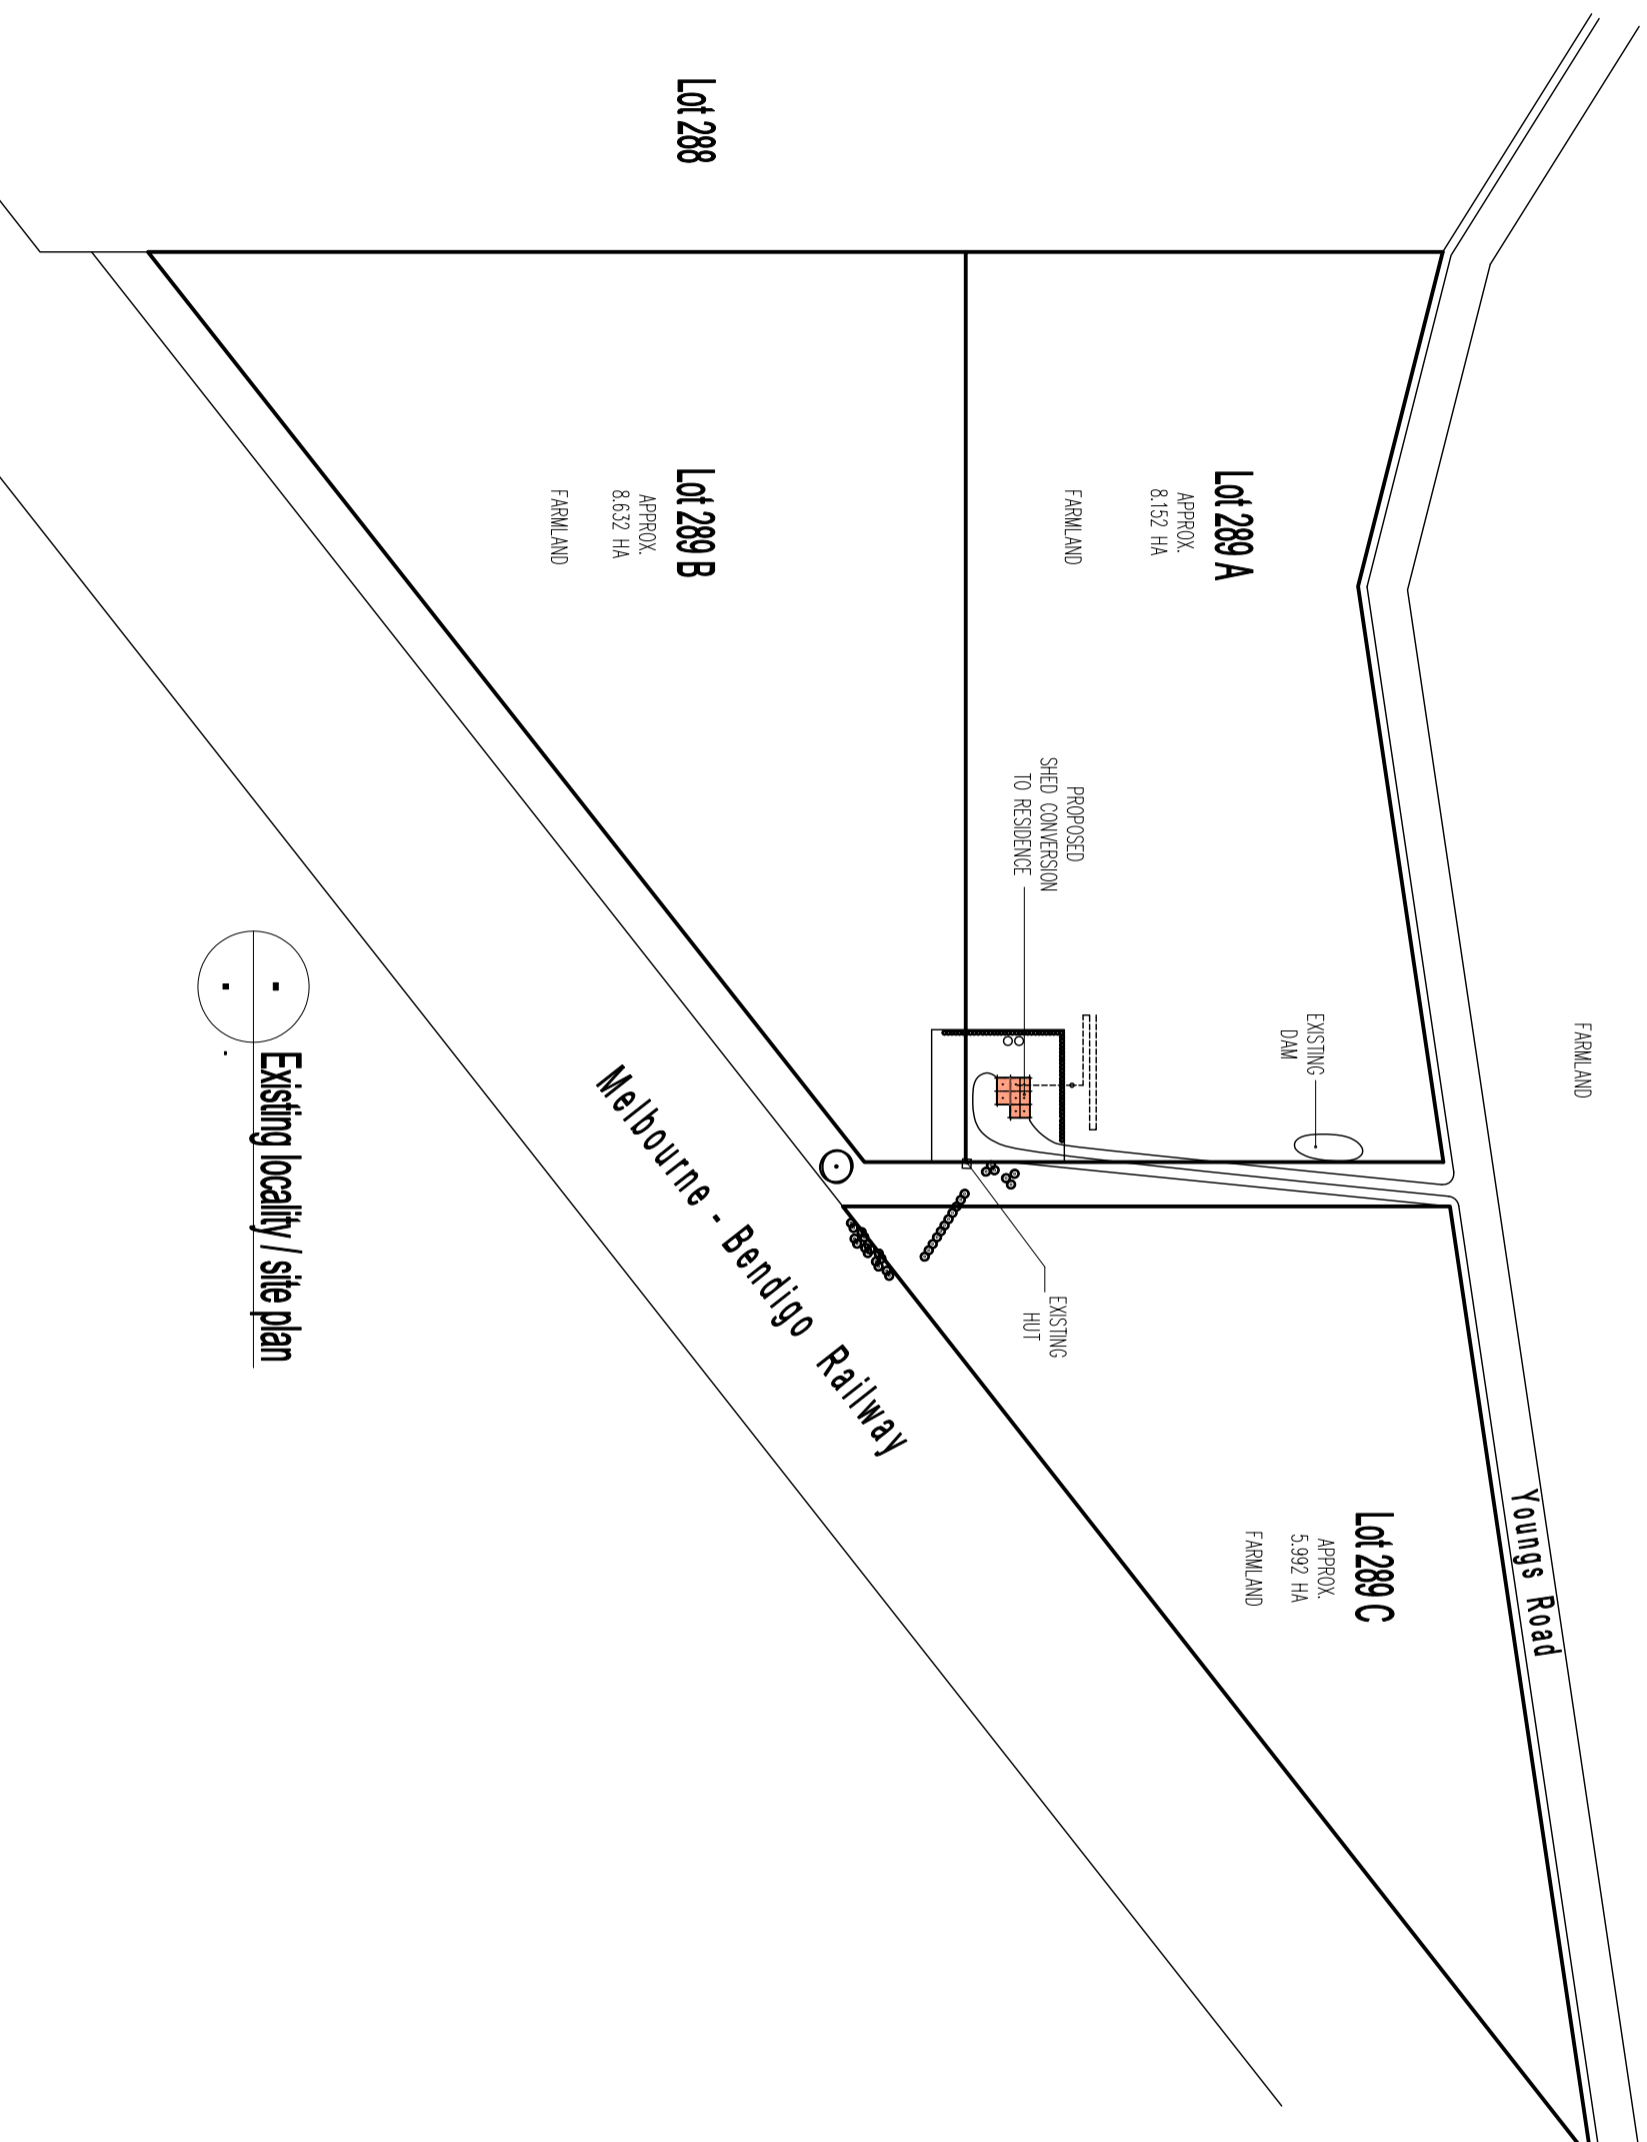 Lot 288
Lot 289 A
APPROX.
8.152 HA
FARMLAND
Lot 289 B
APPROX.
8.632 HA
FARMLAND
PROPOSED
SHED CONVERSION
TO RESIDENCE
EXISTING
DAM
FARMLAND
EXISTING
HUT
Lot 289 C
APPROX.
5.992 HA
FARMLAND
Youngs Road
Melbourne - Bendigo Railway
Existing locality / site plan